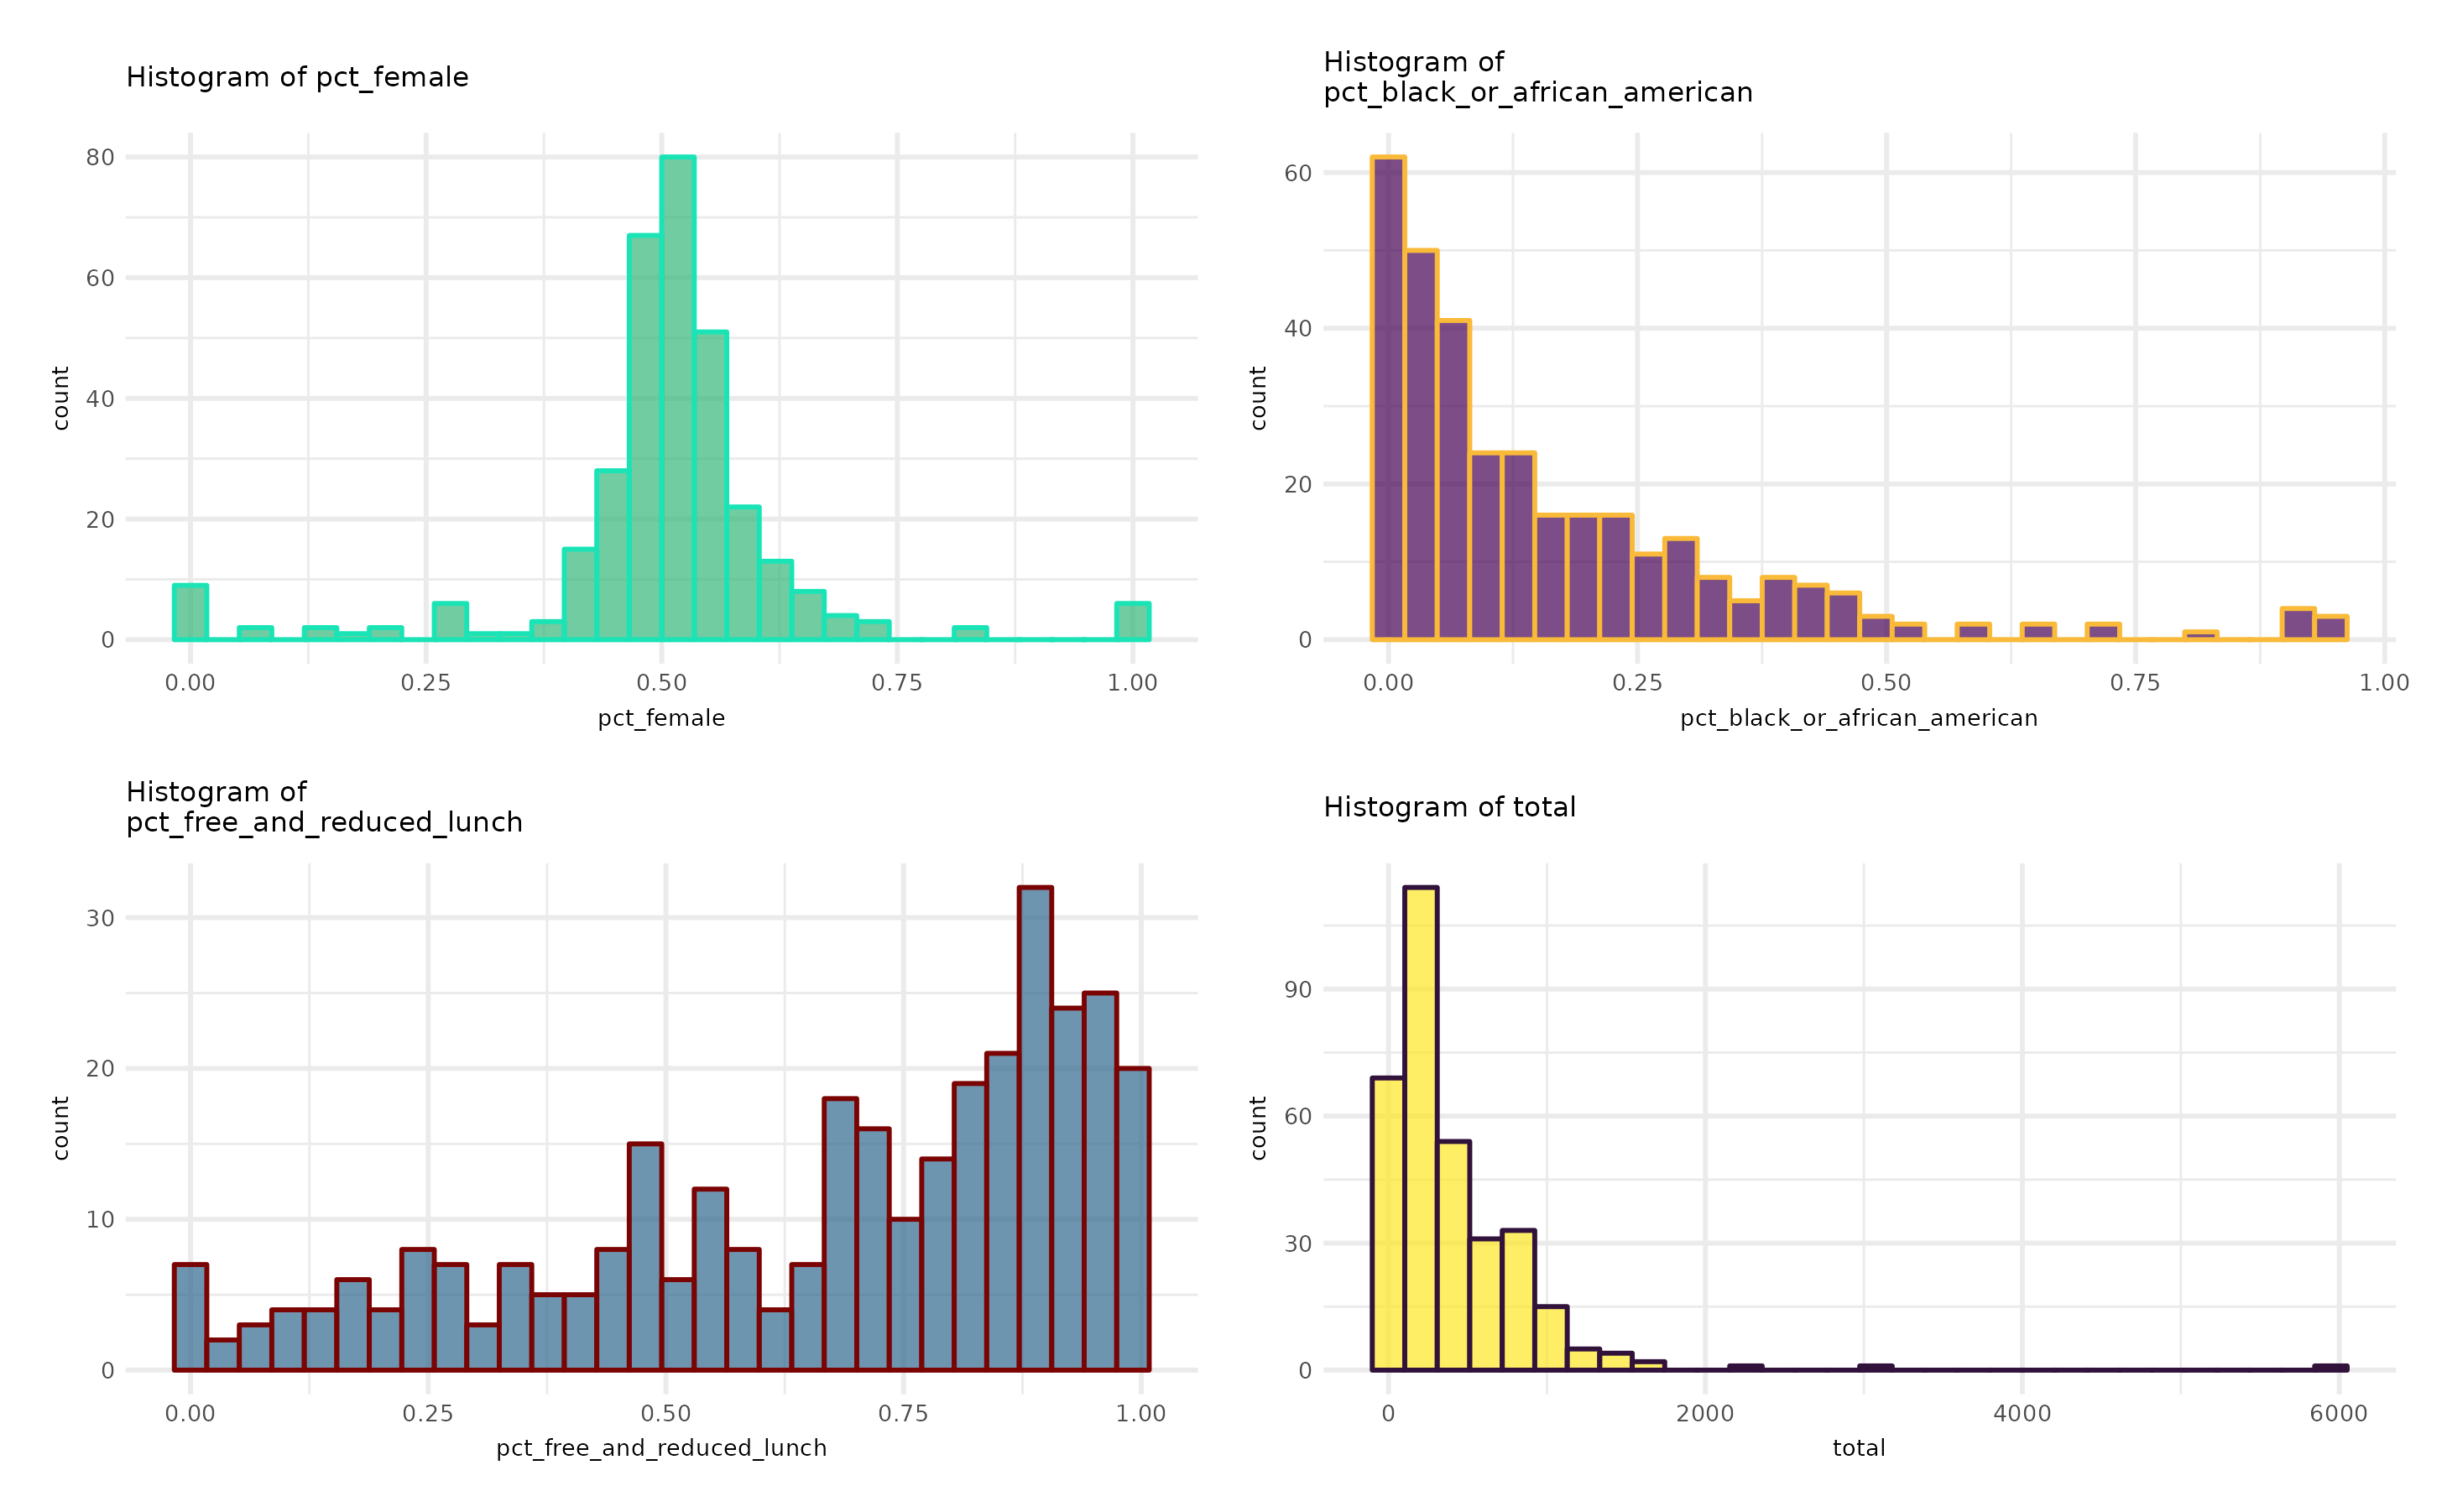 Histogram of pct_female
80
60
40
20
0
count
0.00 0.25 0.50 0.75 1.00
pct_female
Histogram of
pct_black_or_african_american
60
40
20
0
count
0.00 0.25 0.50 0.75 1.00
pct_black_or_african_american
Histogram of
pct_free_and_reduced_lunch
30
20
10
0
count
0.00 0.25 0.50 0.75 1.00
pct_free_and_reduced_lunch
Histogram of total
90
60
30
0
count
0 2000 4000 6000
total